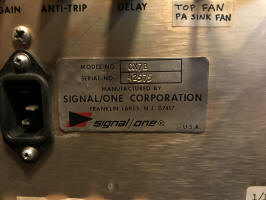 GAIN ANTI-TRIP DELAY
TOP FAN
PA SINK FAN
MODEL NO. CX7B
SERIAL NO.
MANUFACTURED BY
SIGNAL/ONE CORPORATION
FRANKLIN LAKES, N.J. 07417
signal/one ®
U.S.A.